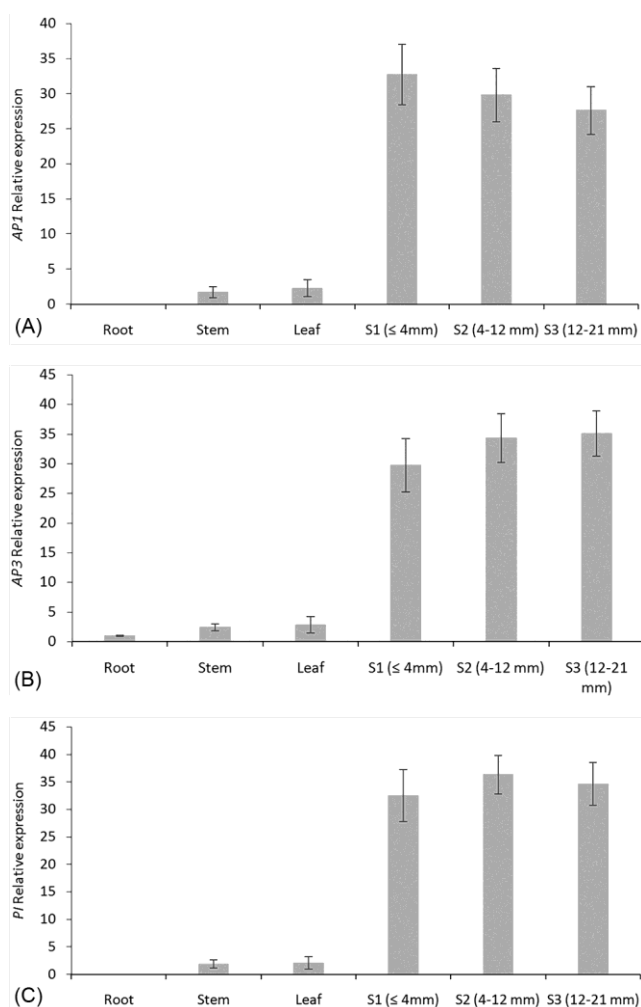 40
35
30
25
20
15
10
5
0
AP1 Relative expression
Root Stem Leaf S1 (≤ 4mm) S2 (4-12 mm) S3 (12-21 mm)
(A)
45
40
35
30
25
20
15
10
5
0
AP3 Relative expression
Root Stem Leaf S1 (≤ 4mm) S2 (4-12 mm) S3 (12-21
mm)
(B)
45
40
35
30
25
20
15
10
5
0
PI Relative expression
Root Stem Leaf S1 (≤ 4mm) S2 (4-12 mm) S3 (12-21 mm)
(C)